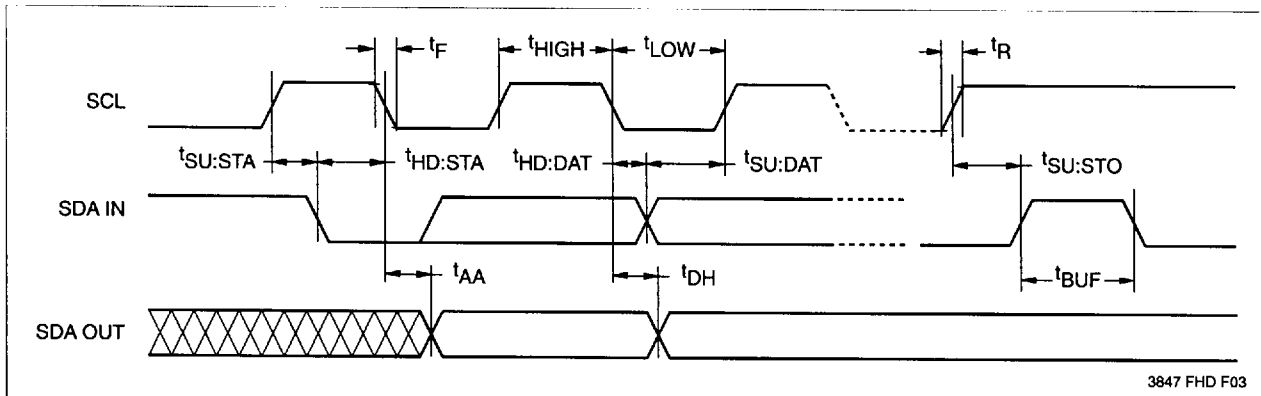 tF
tHIGH
tLOW
tR
SCL
tSU:STA
tHD:STA
tHD:DAT
tSU:DAT
tSU:STO
SDA IN
tAA
tDH
tBUF
SDA OUT
3847 FHD F03